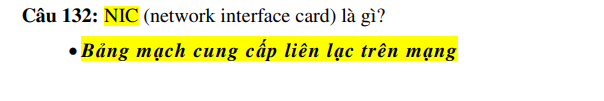 Câu 132: NIC (network interface card) là gì?
• Bảng mạch cung cấp liên lạc trên mạng